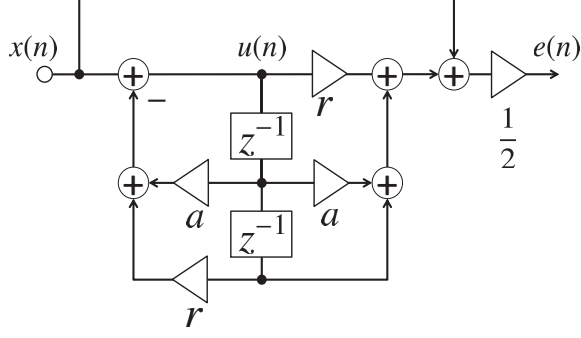 x(n) u(n) e(n)
+ + + +
− r
z⁻¹ 1
2
+ a a +
z⁻¹
r